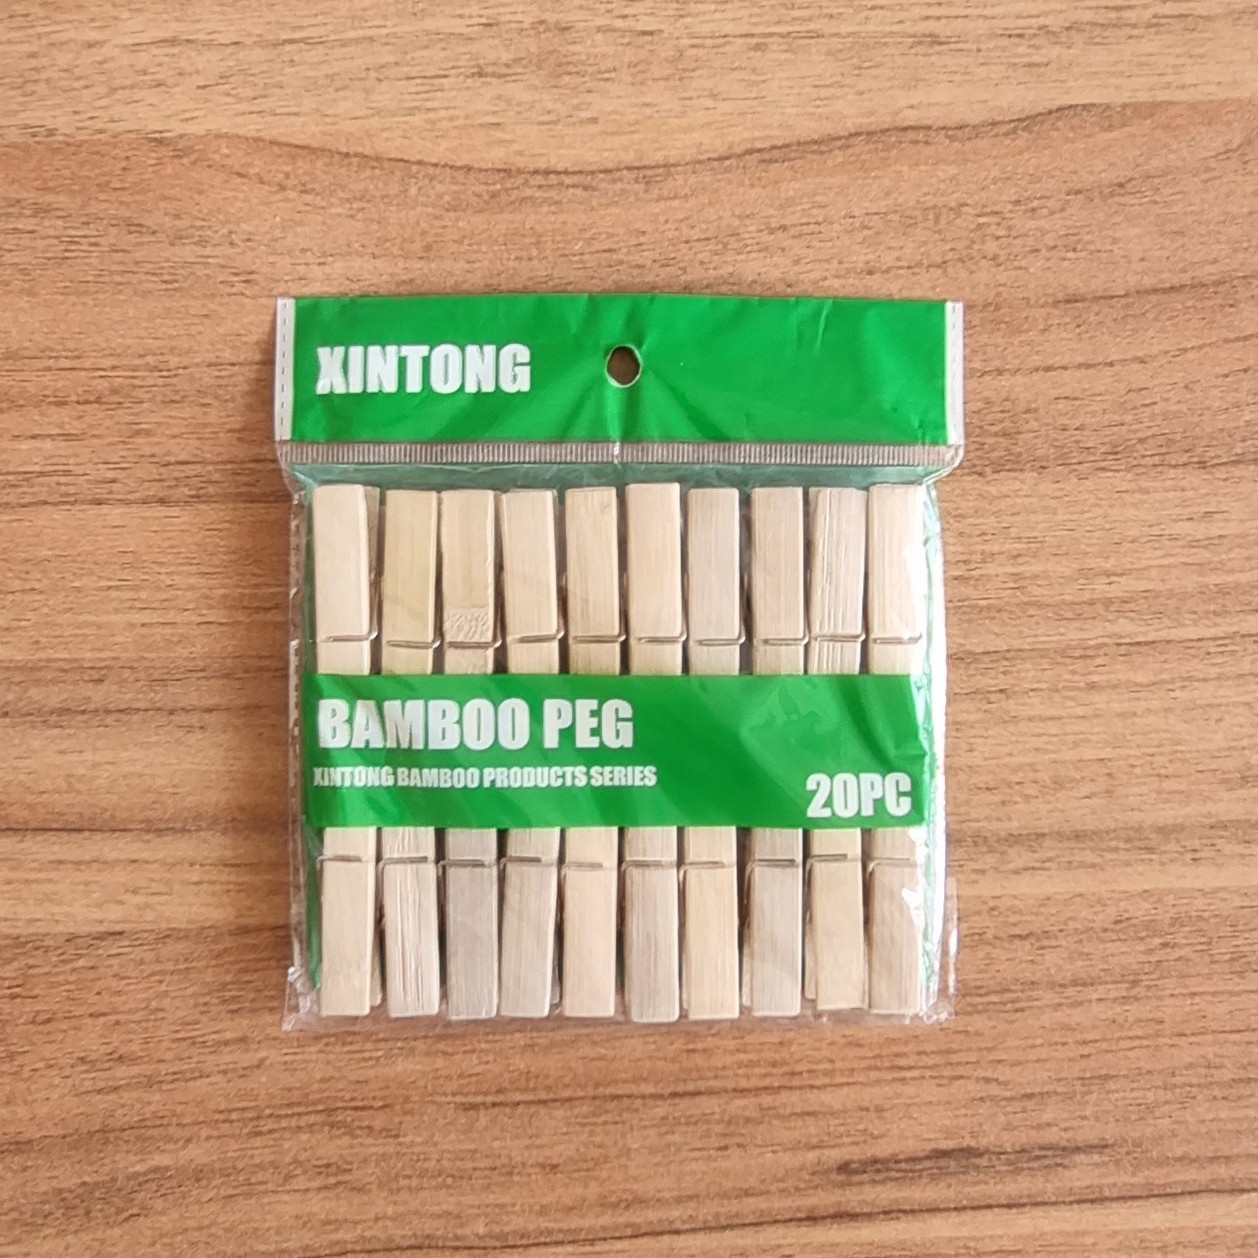 XINTONG
BAMBOO PEG
XINTONG BAMBOO PRODUCTS SERIES
20PC